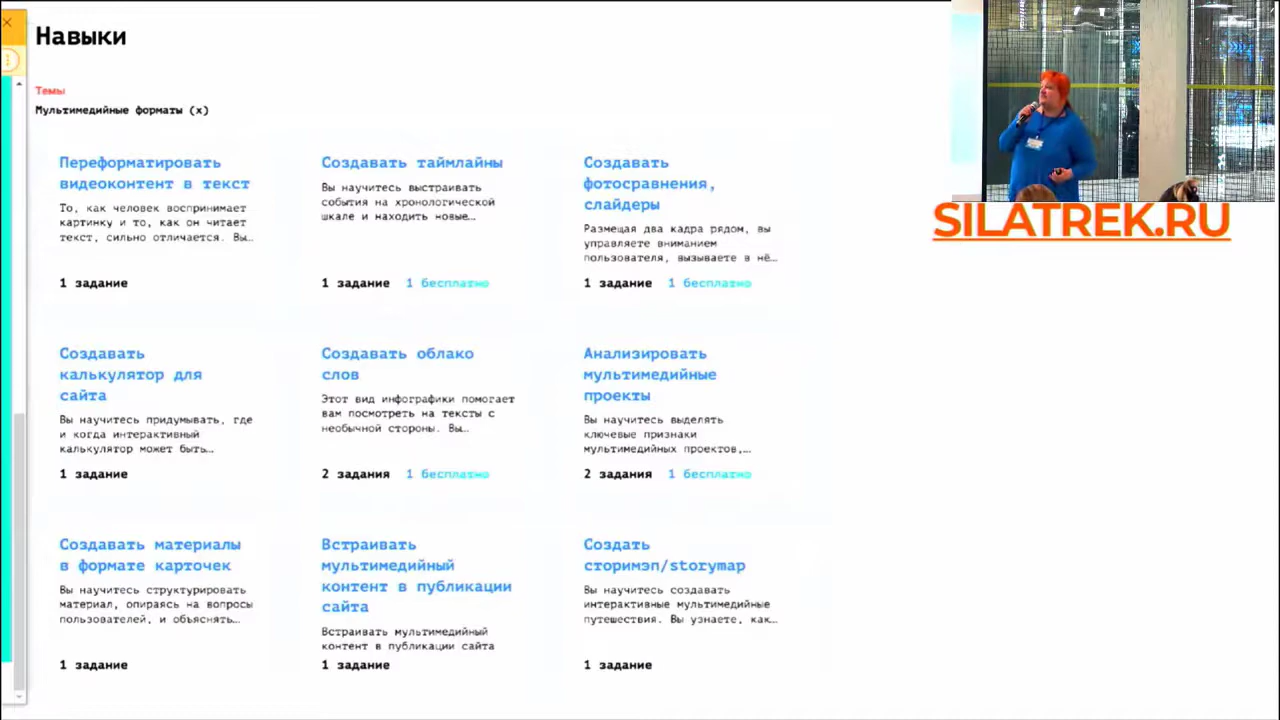 Навыки
Темы
Мультимедийные форматы (x)
Переформатировать
видеоконтент в текст
То, как человек воспринимает
картинку и то, как он читает
текст, сильно отличается. Вы…
1 задание
Создавать таймлайны
Вы научитесь выстраивать
события на хронологической
шкале и находить новые…
1 задание 1 бесплатно
Создавать
фотосравнения,
слайдеры
Размещая два кадра рядом, вы
управляете вниманием
пользователя, вызываете в нё…
1 задание 1 бесплатно
Создавать
калькулятор для
сайта
Вы научитесь придумывать, где
и когда интерактивный
калькулятор может быть…
1 задание
Создавать облако
слов
Этот вид инфографики помогает
вам посмотреть на тексты с
необычной стороны. Вы…
2 задания 1 бесплатно
Анализировать
мультимедийные
проекты
Вы научитесь выделять
ключевые признаки
мультимедийных проектов,…
2 задания 1 бесплатно
Создавать материалы
в формате карточек
Вы научитесь структурировать
материал, опираясь на вопросы
пользователей, и объяснять…
1 задание
Встраивать
мультимедийный
контент в публикации
сайта
Встраивать мультимедийный
контент в публикации сайта
1 задание
Создать
сторимэп/storymap
Вы научитесь создавать
интерактивные мультимедийные
путешествия. Вы узнаете, как…
1 задание
SILATREK.RU